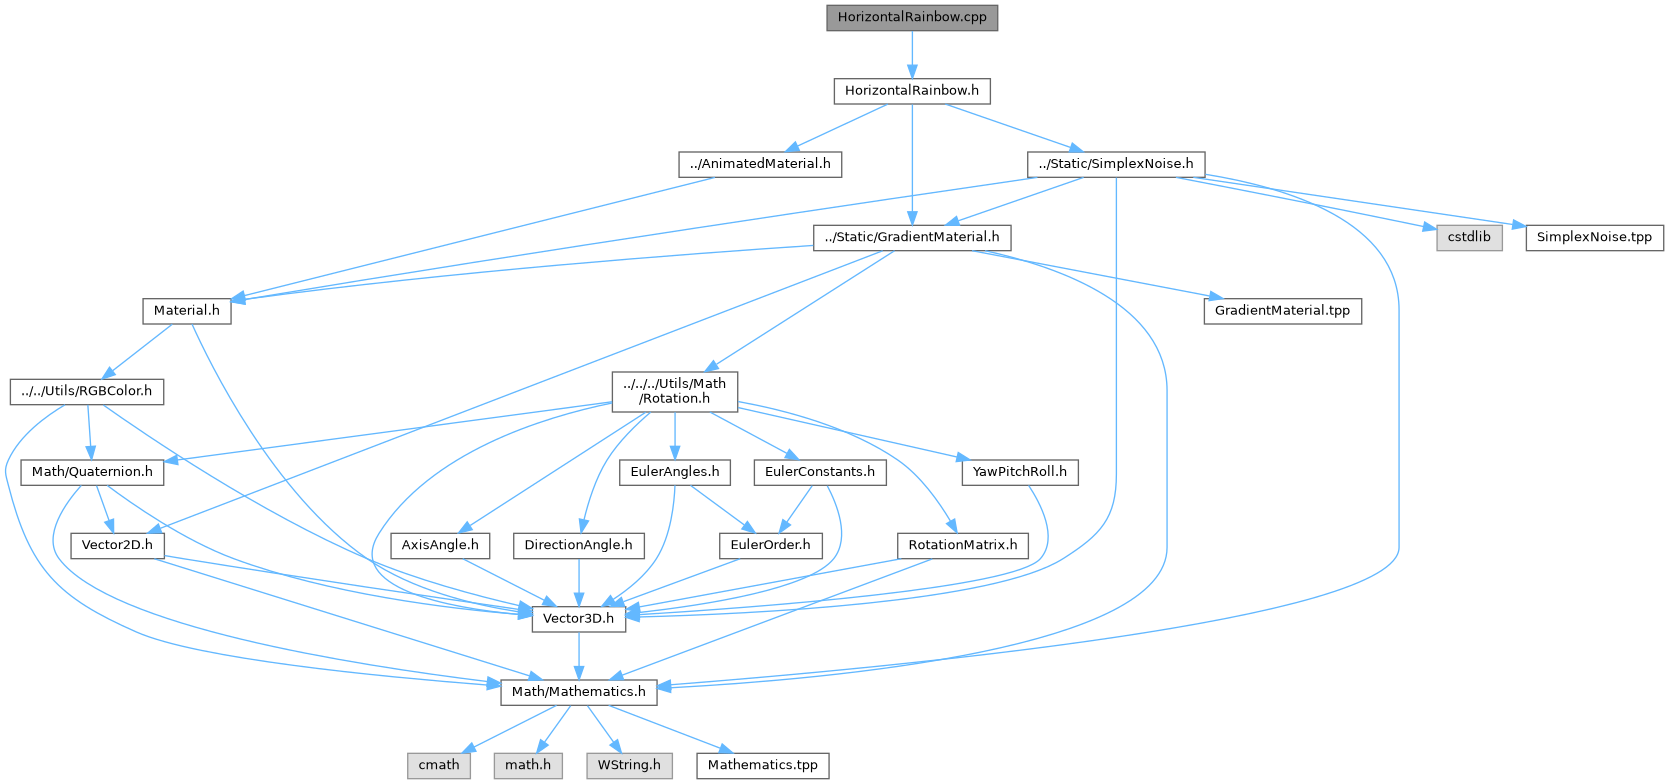 HorizontalRainbow.cpp
HorizontalRainbow.h
../AnimatedMaterial.h
../Static/SimplexNoise.h
../Static/GradientMaterial.h
cstdlib
SimplexNoise.tpp
Material.h
GradientMaterial.tpp
../../Utils/RGBColor.h
../../../Utils/Math
/Rotation.h
Math/Quaternion.h
EulerAngles.h
EulerConstants.h
YawPitchRoll.h
Vector2D.h
AxisAngle.h
DirectionAngle.h
EulerOrder.h
RotationMatrix.h
Vector3D.h
Math/Mathematics.h
cmath
math.h
WString.h
Mathematics.tpp